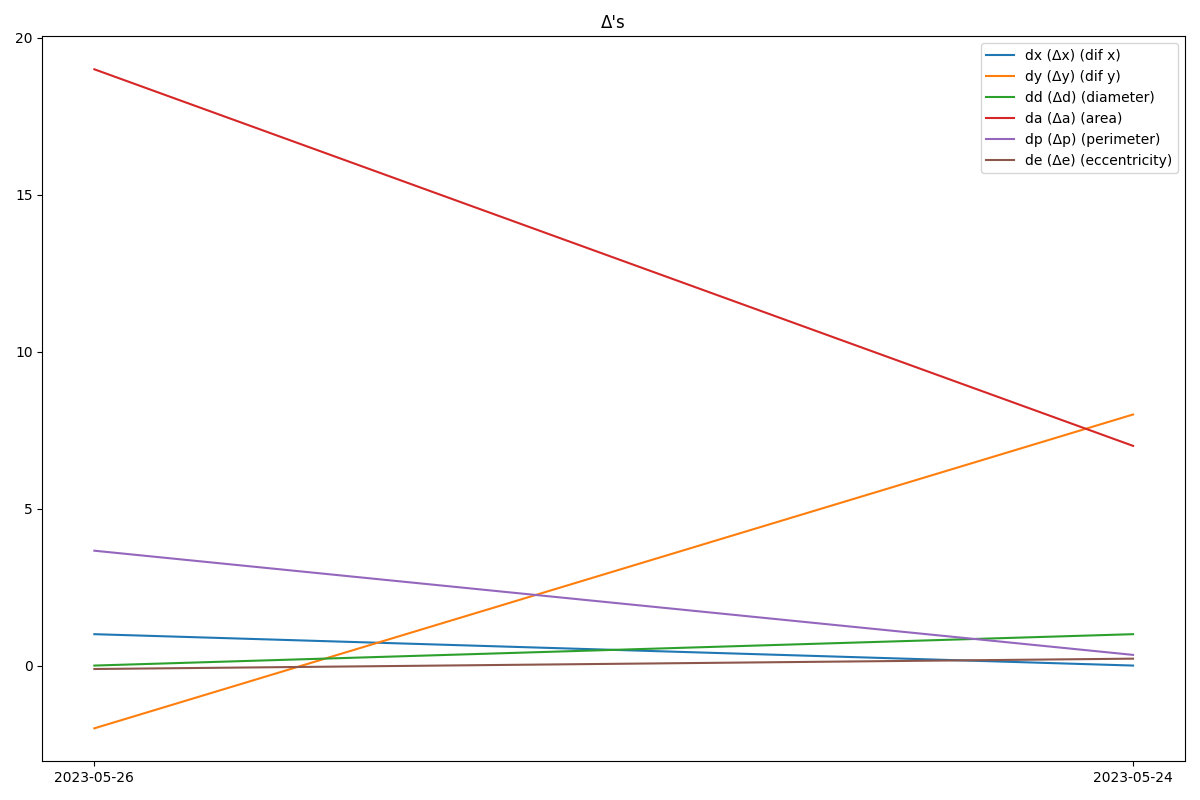 Δ's
20
15
10
5
0
2023-05-26
2023-05-24
dx (Δx) (dif x)
dy (Δy) (dif y)
dd (Δd) (diameter)
da (Δa) (area)
dp (Δp) (perimeter)
de (Δe) (eccentricity)